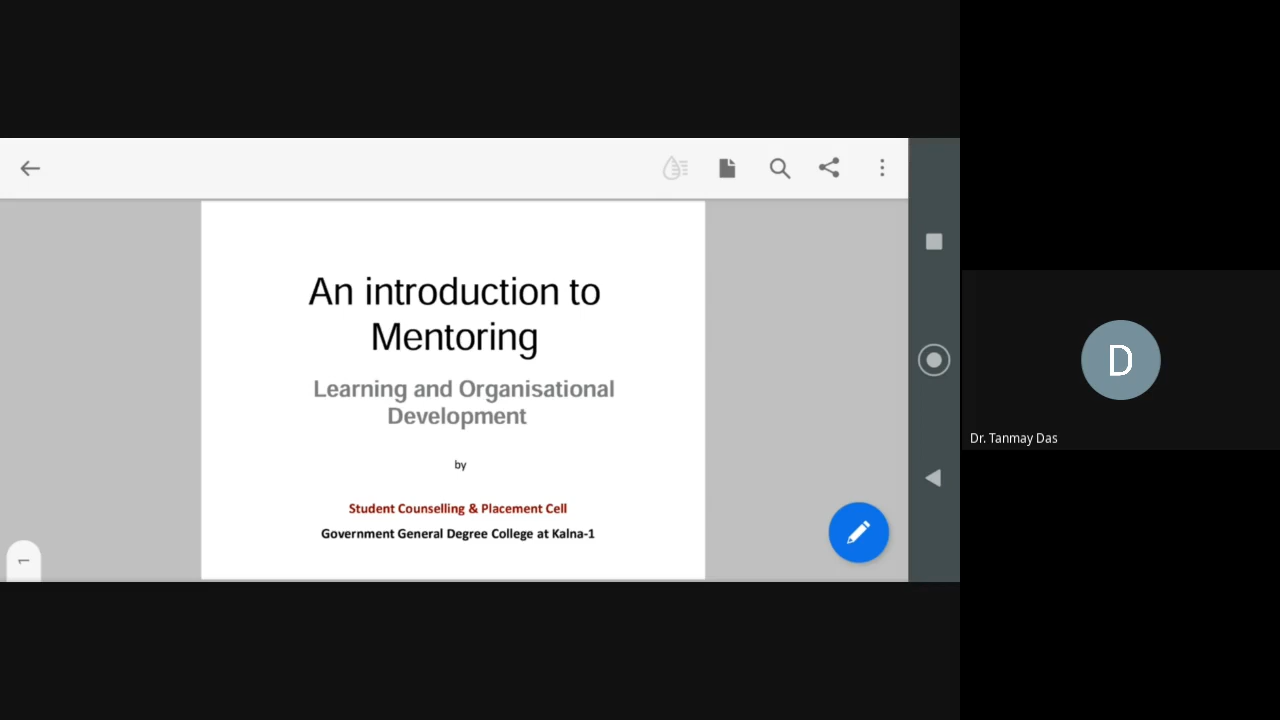 An introduction to
Mentoring
Learning and Organisational
Development
by
Student Counselling & Placement Cell
Government General Degree College at Kalna-1
1
D
Dr. Tanmay Das